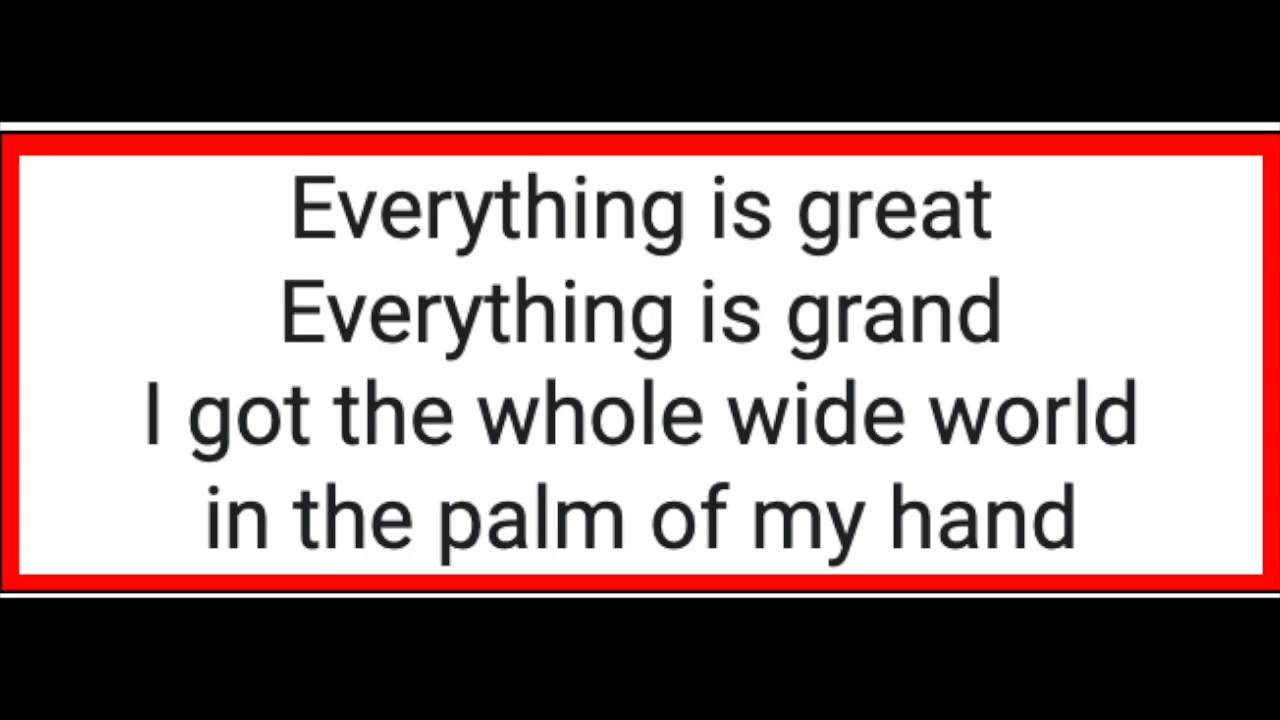 Everything is great
Everything is grand
I got the whole wide world
in the palm of my hand